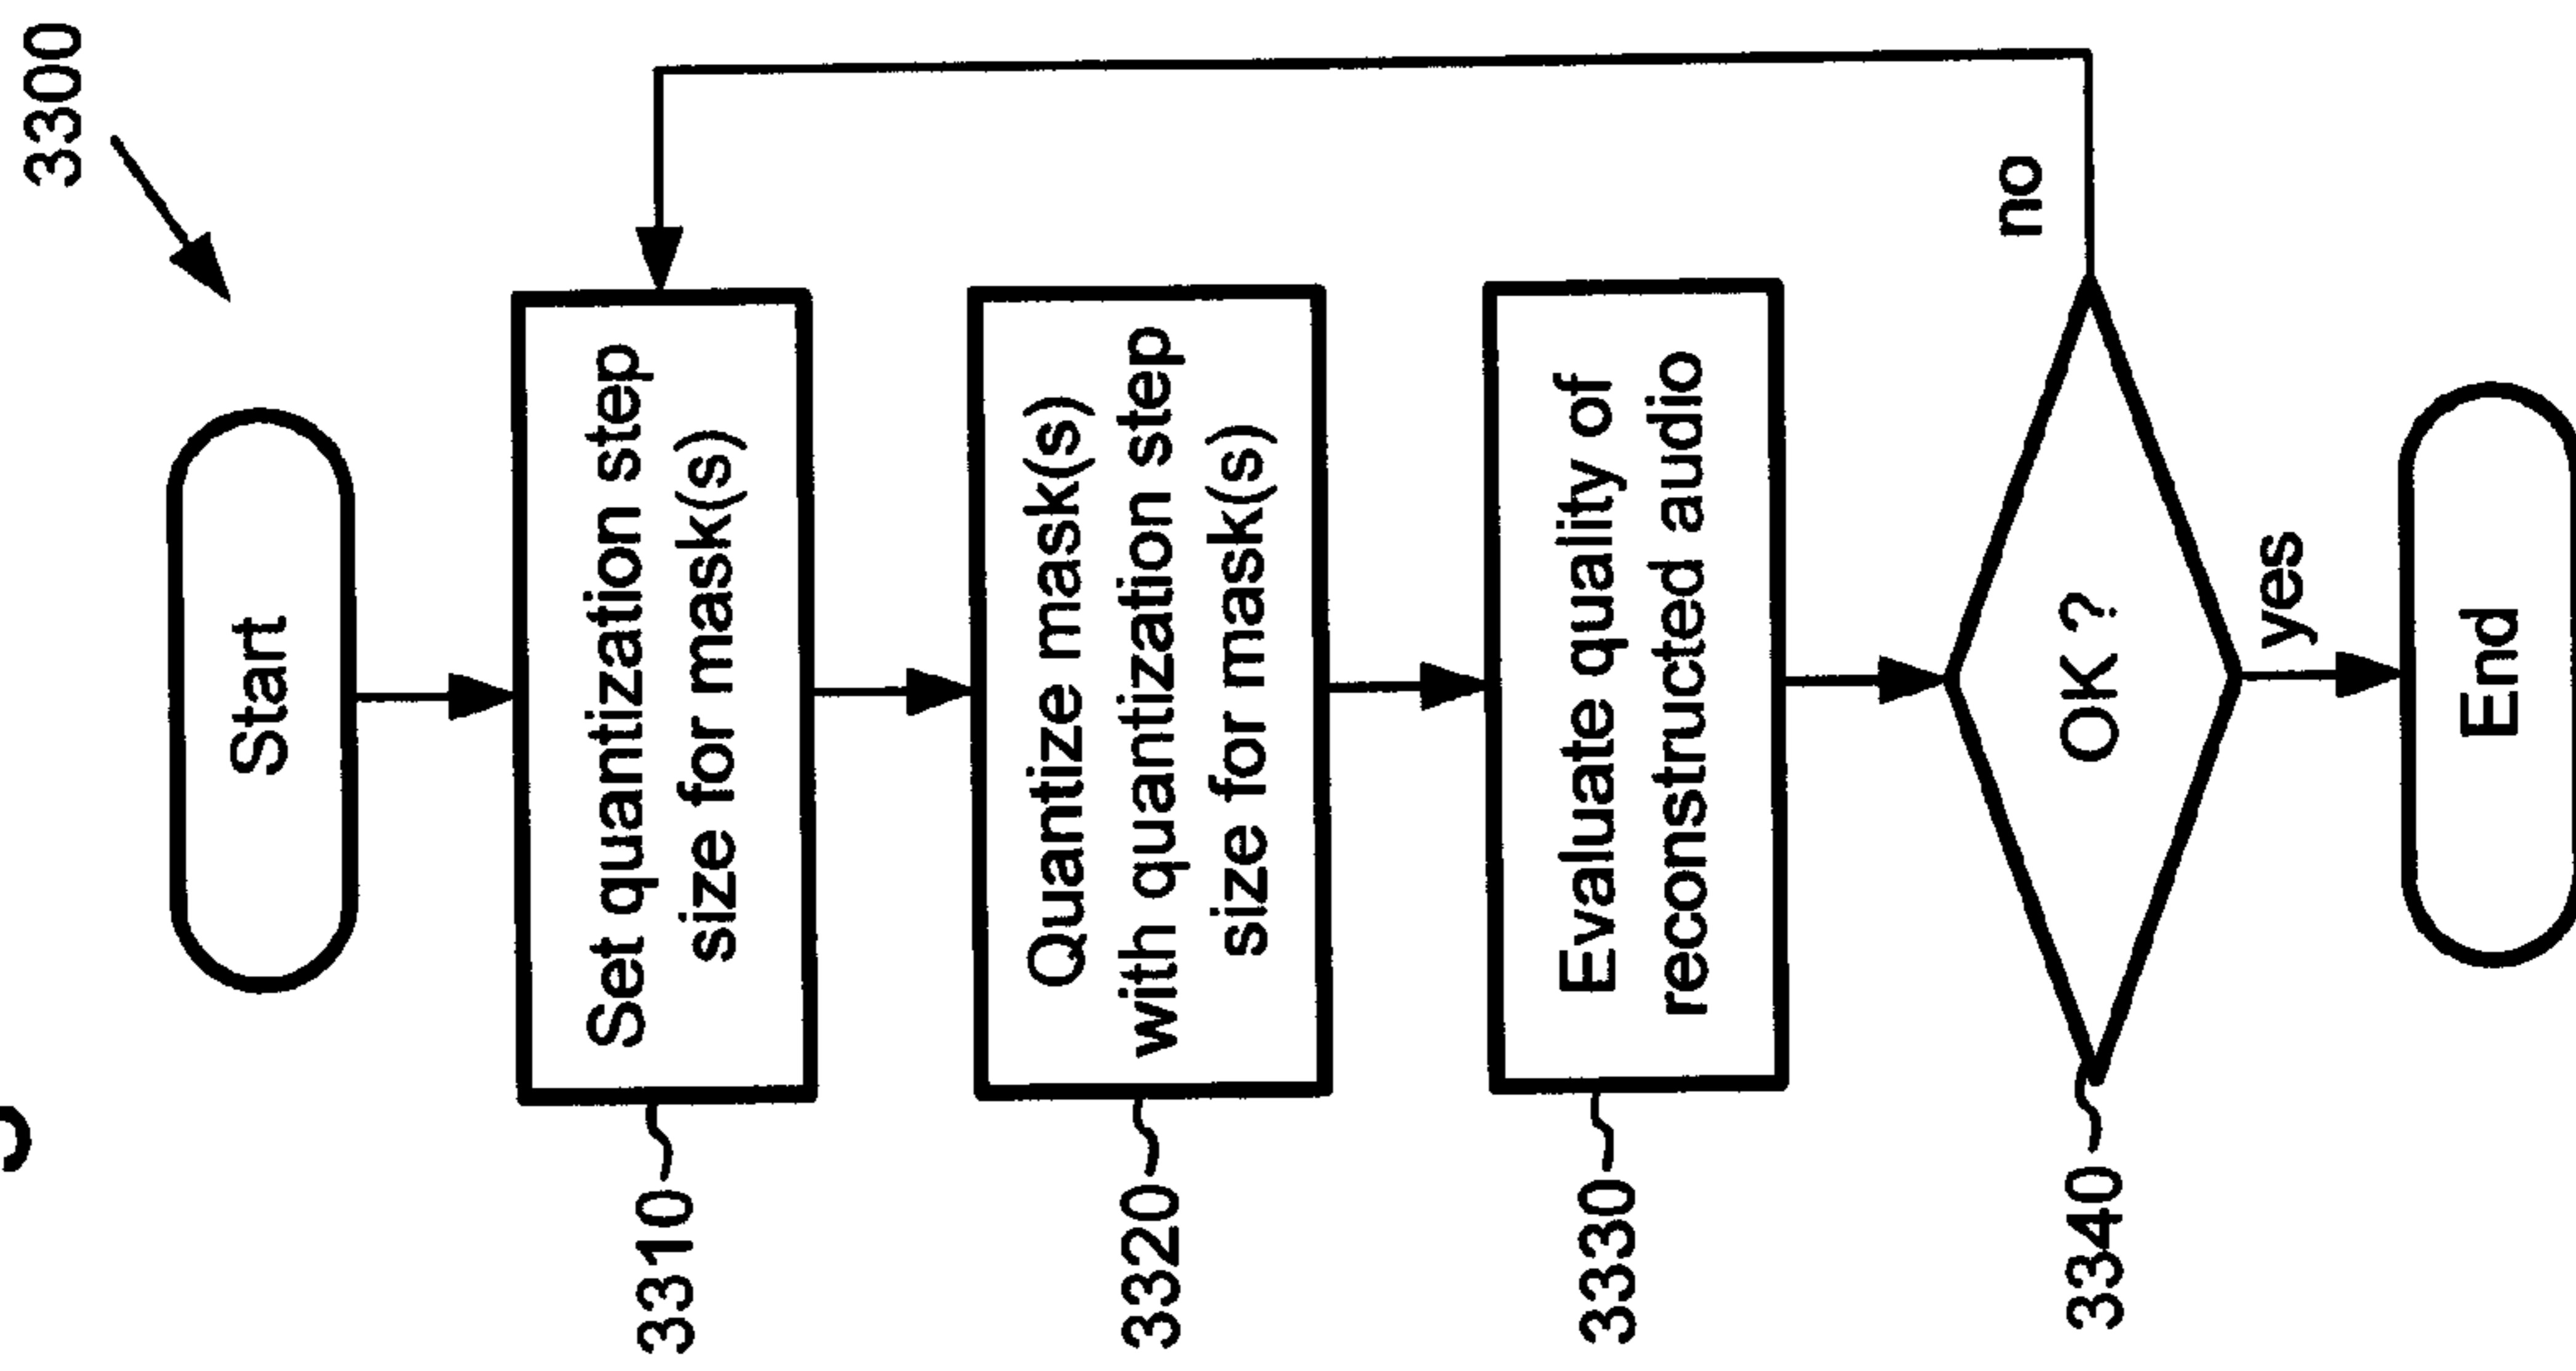 3300
Start
3310
Set quantization step
size for mask(s)
3320
Quantize mask(s)
with quantization step
size for mask(s)
3330
Evaluate quality of
reconstructed audio
3340
OK ?
no
yes
End